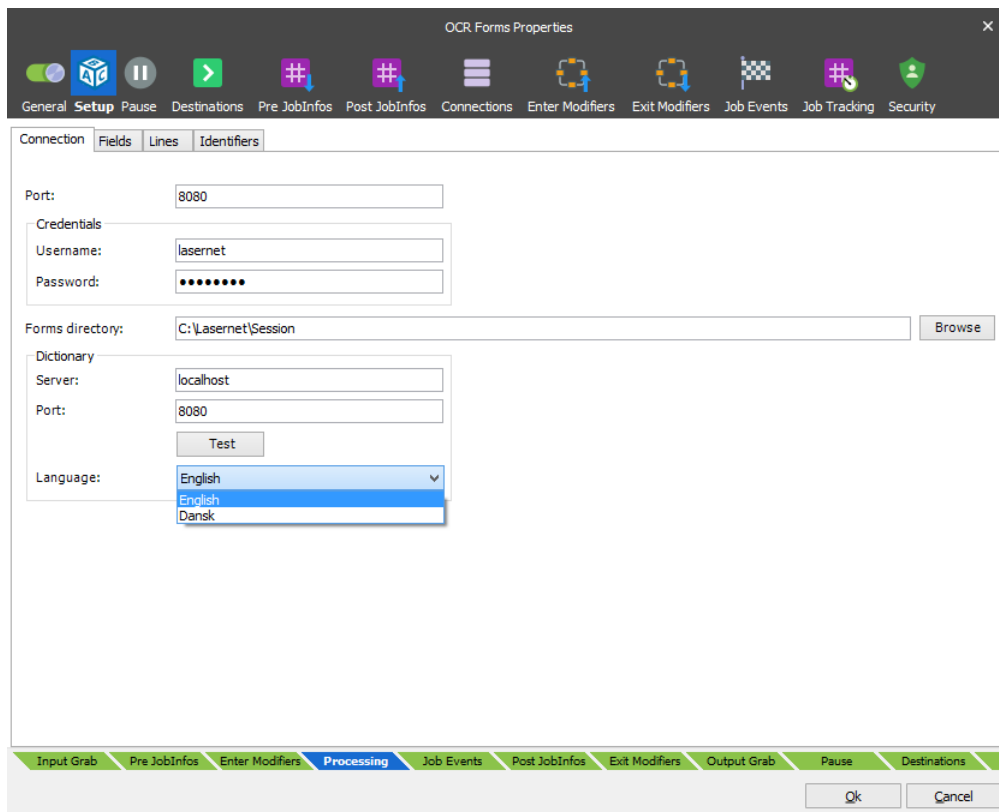 OCR Forms Properties
General Setup Pause Destinations Pre JobInfos Post JobInfos Connections Enter Modifiers Exit Modifiers Job Events Job Tracking Security
Connection Fields Lines Identifiers
Port: 8080
Credentials
Username: lasernet
Password: ●●●●●●●●
Forms directory: C:\Lasernet\Session Browse
Dictionary
Server: localhost
Port: 8080
Test
Language: English
English
Dansk
Input Grab Pre JobInfos Enter Modifiers Processing Job Events Post JobInfos Exit Modifiers Output Grab Pause Destinations
Ok Cancel